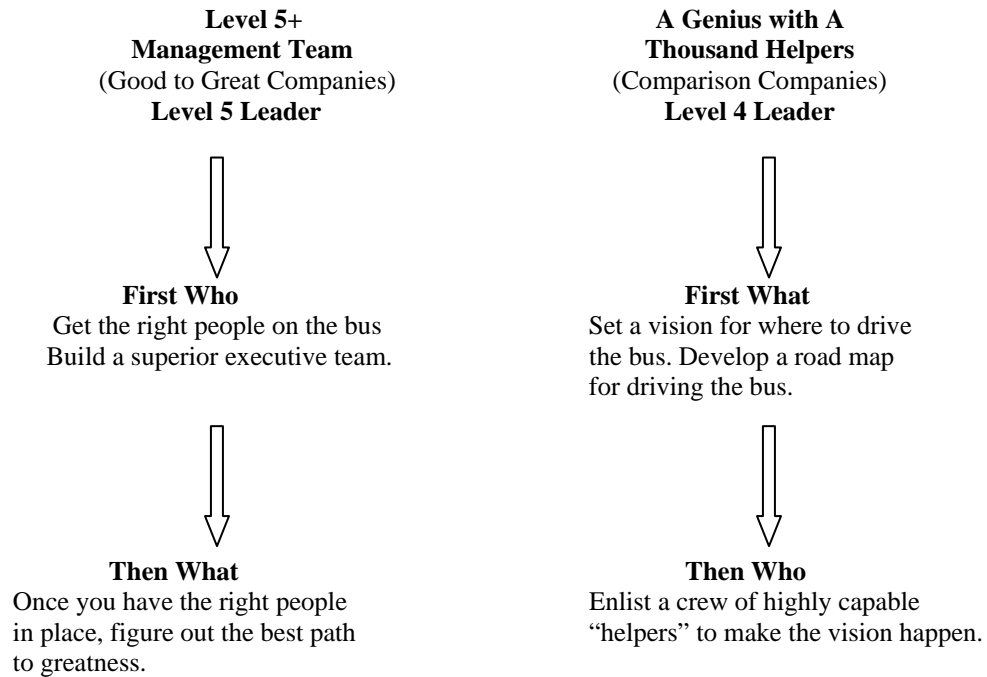 Level 5+
Management Team
(Good to Great Companies)
Level 5 Leader
First Who
Get the right people on the bus
Build a superior executive team.
Then What
Once you have the right people
in place, figure out the best path
to greatness.
A Genius with A
Thousand Helpers
(Comparison Companies)
Level 4 Leader
First What
Set a vision for where to drive
the bus. Develop a road map
for driving the bus.
Then Who
Enlist a crew of highly capable
“helpers” to make the vision happen.